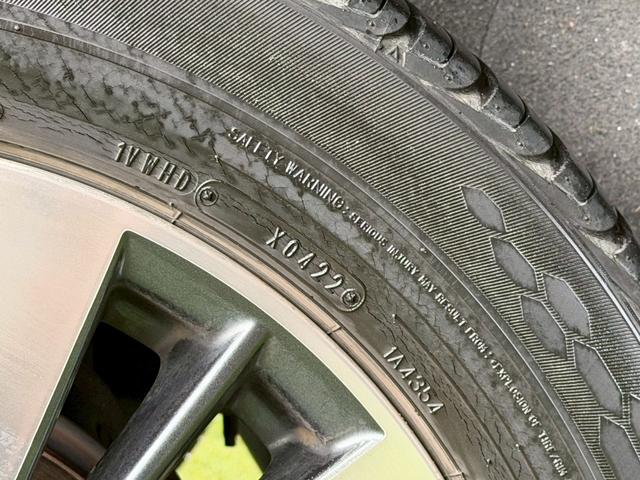 1VWHD
X0422
1A4354
SAFETY WARNING: SERIOUS INJURY MAY RESULT FROM: EXPLOSION OF TIRE/RIM